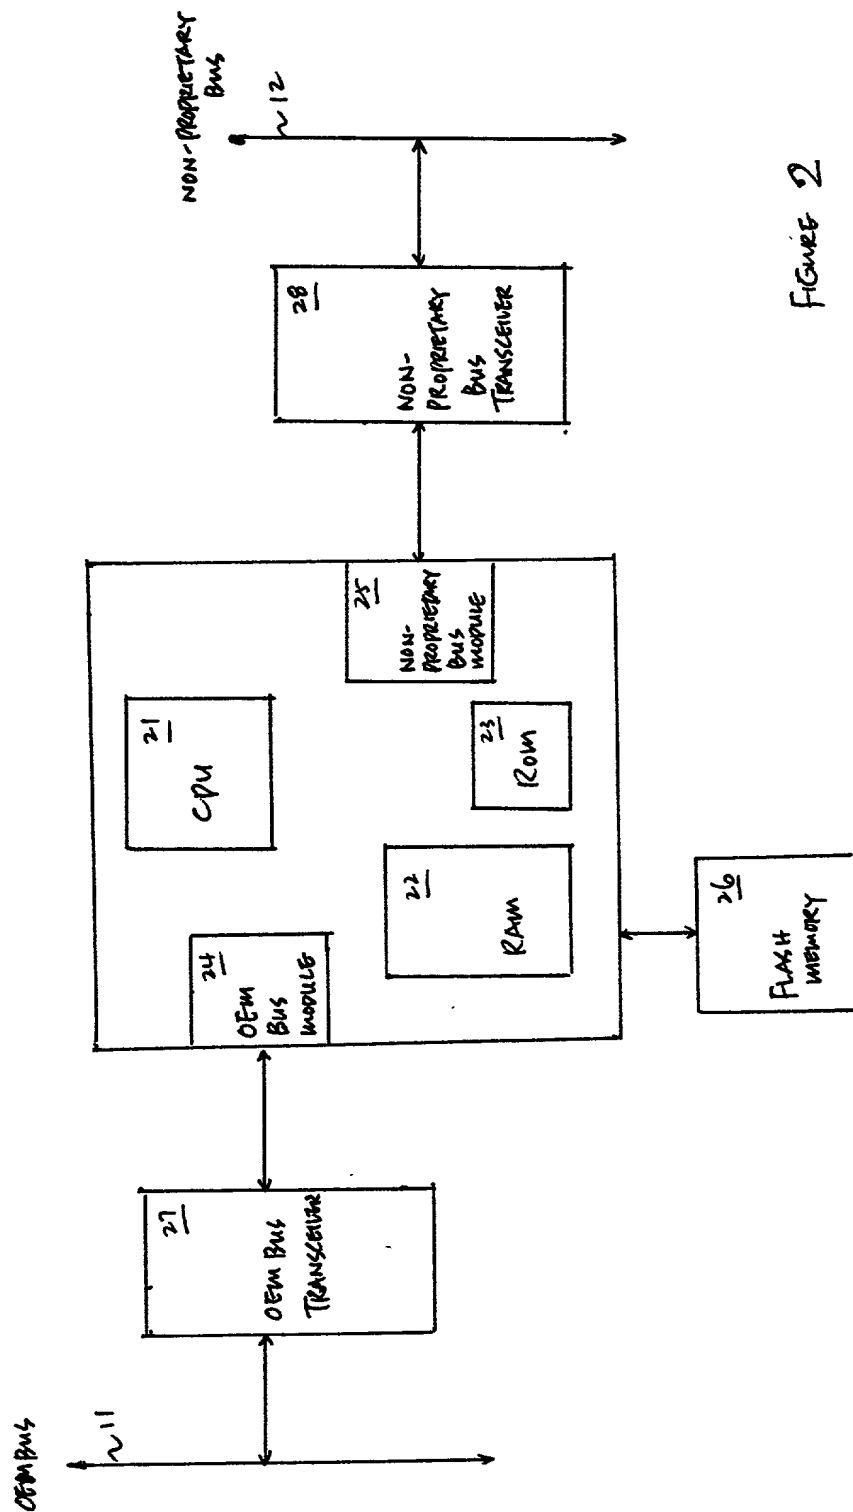 OEM BUS
11
27
OEM BUS
TRANSCEIVER
24
OEM
BUS
MODULE
21
CPU
22
RAM
23
ROM
25
NON-
PROPRIETARY
BUS
MODULE
26
FLASH
MEMORY
28
NON-
PROPRIETARY
BUS
TRANSCEIVER
NON-PROPRIETARY
BUS
12
FIGURE 2